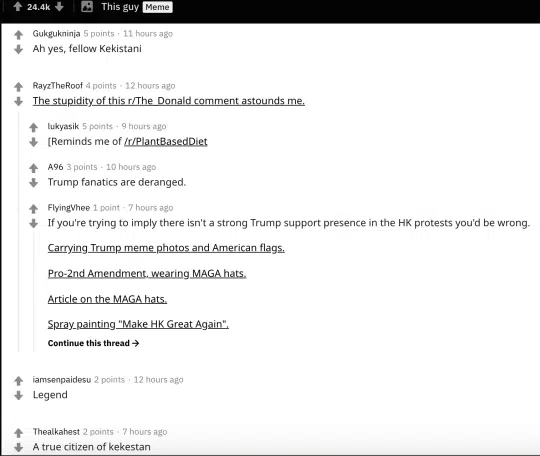 24.4k This guy Meme
Gukgukninja 5 points · 11 hours ago
Ah yes, fellow Kekistani
RayzTheRoof 4 points · 12 hours ago
The stupidity of this r/The_Donald comment astounds me.
lukyasik 5 points · 9 hours ago
[Reminds me of /r/PlantBasedDiet
A96 3 points · 10 hours ago
Trump fanatics are deranged.
FlyingVhee 1 point · 7 hours ago
If you're trying to imply there isn't a strong Trump support presence in the HK protests you'd be wrong.
Carrying Trump meme photos and American flags.
Pro-2nd Amendment, wearing MAGA hats.
Article on the MAGA hats.
Spray painting "Make HK Great Again".
Continue this thread →
iamsenpaidesu 2 points · 12 hours ago
Legend
Thealkahest 2 points · 7 hours ago
A true citizen of kekestan